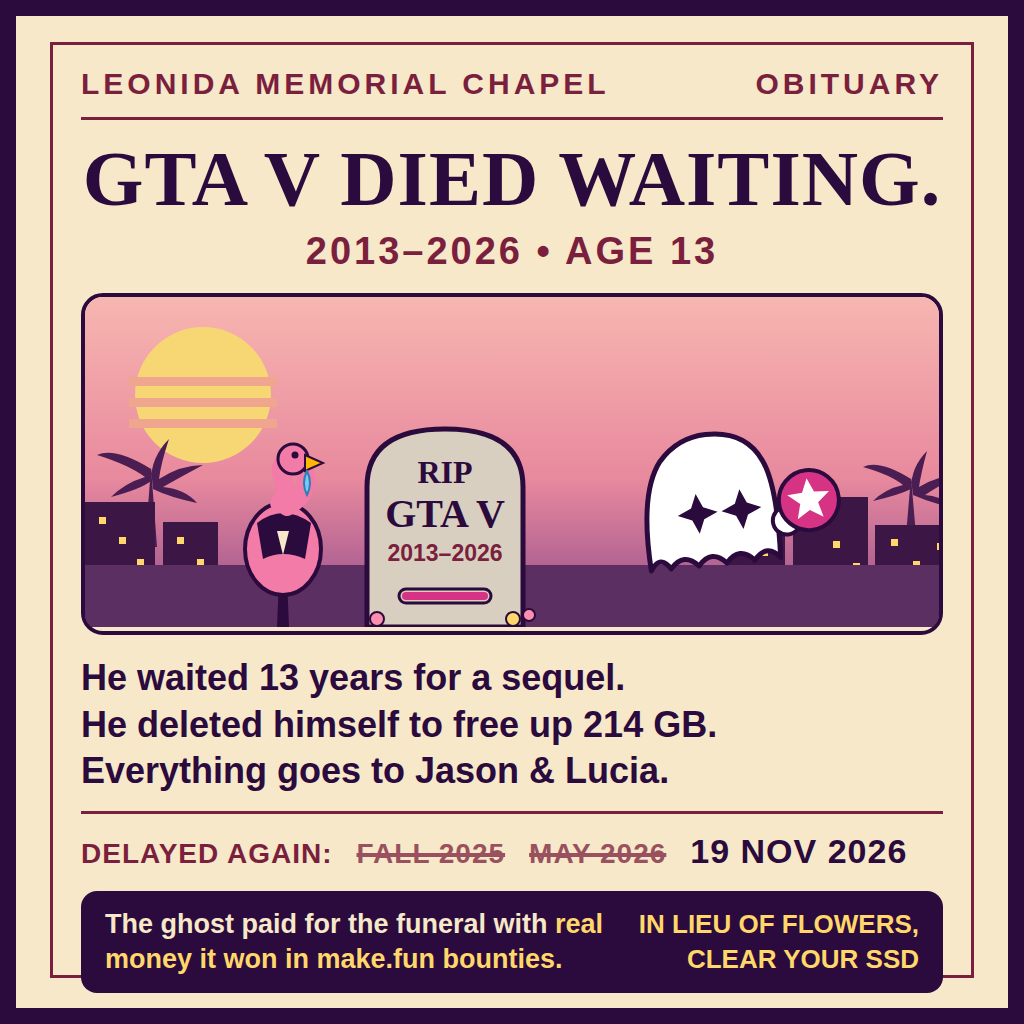 LEONIDA MEMORIAL CHAPEL OBITUARY
GTA V DIED WAITING.
2013–2026 • AGE 13
RIP
GTA V
2013–2026
He waited 13 years for a sequel.
He deleted himself to free up 214 GB.
Everything goes to Jason & Lucia.
DELAYED AGAIN: FALL 2025 MAY 2026 19 NOV 2026
The ghost paid for the funeral with real
money it won in make.fun bounties.
IN LIEU OF FLOWERS,
CLEAR YOUR SSD